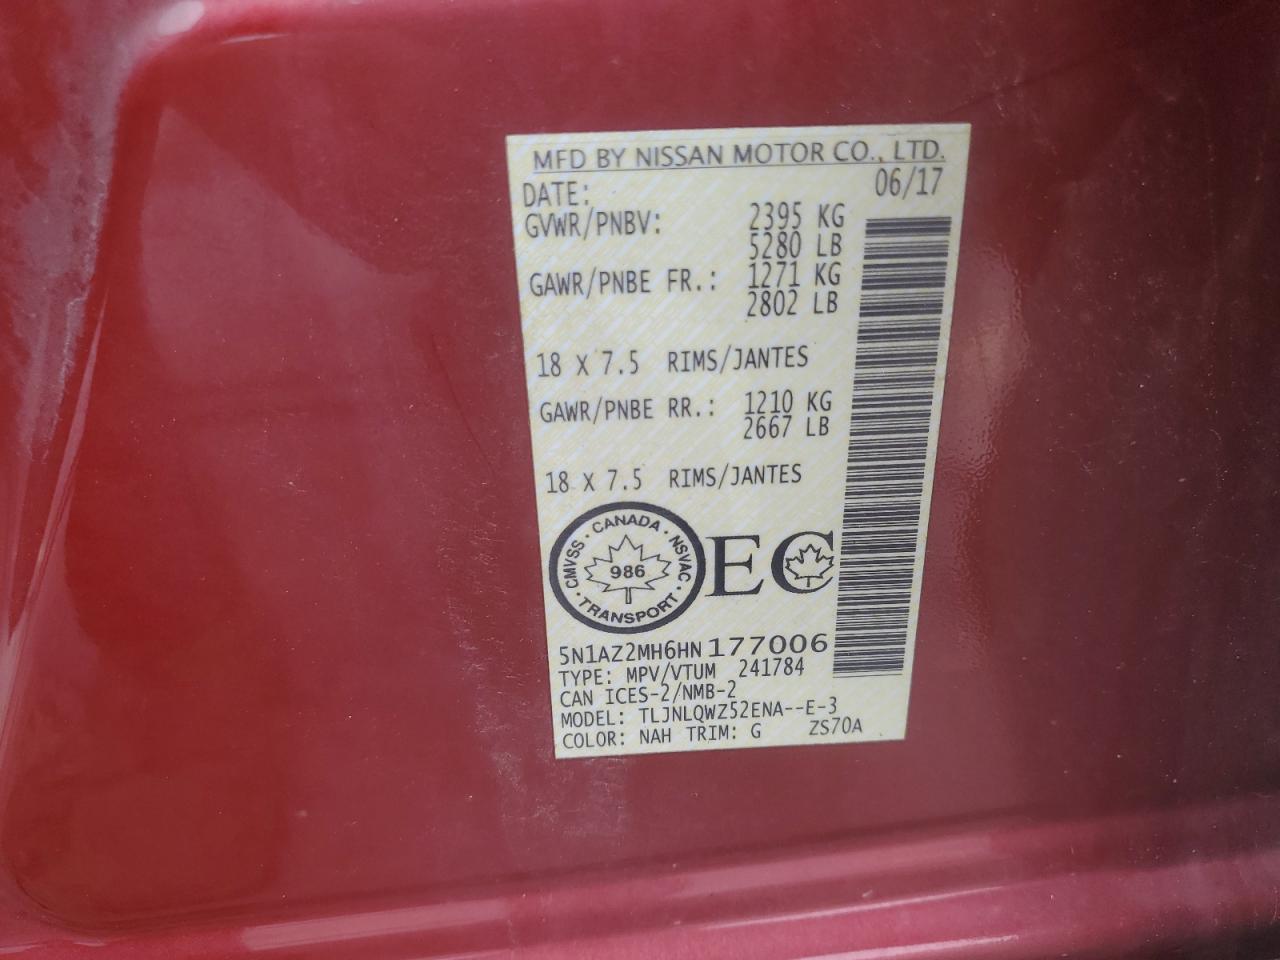 MFD BY NISSAN MOTOR CO., LTD.
DATE: 06/17
GVWR/PNBV: 2395 KG
5280 LB
GAWR/PNBE FR.: 1271 KG
2802 LB
18 X 7.5 RIMS/JANTES
GAWR/PNBE RR.: 1210 KG
2667 LB
18 X 7.5 RIMS/JANTES
CMVSS · CANADA · NSVAC · TRANSPORT ·
986
EC
5N1AZ2MH6HN177006
TYPE: MPV/VTUM 241784
CAN ICES-2/NMB-2
MODEL: TLJNLQWZ52ENA--E-3
COLOR: NAH TRIM: G ZS70A